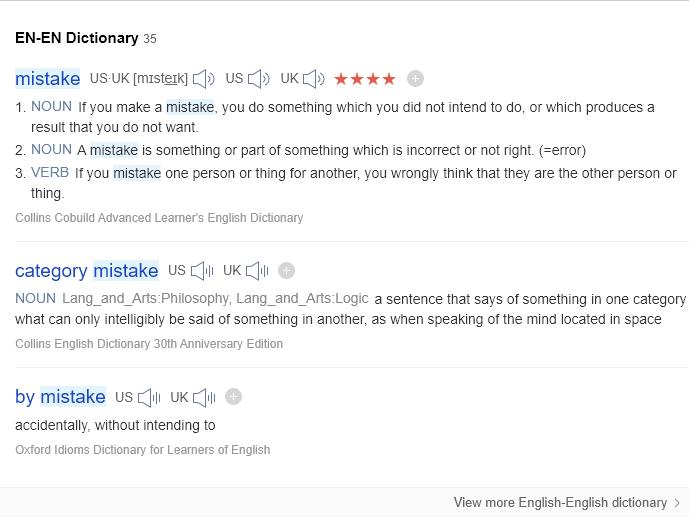 EN-EN Dictionary 35
mistake US·UK [mɪsteɪk] US UK ★★★★
1. NOUN If you make a mistake, you do something which you did not intend to do, or which produces a
result that you do not want.
2. NOUN A mistake is something or part of something which is incorrect or not right. (=error)
3. VERB If you mistake one person or thing for another, you wrongly think that they are the other person or
thing.
Collins Cobuild Advanced Learner's English Dictionary
category mistake US UK
NOUN Lang_and_Arts:Philosophy, Lang_and_Arts:Logic a sentence that says of something in one category
what can only intelligibly be said of something in another, as when speaking of the mind located in space
Collins English Dictionary 30th Anniversary Edition
by mistake US UK
accidentally, without intending to
Oxford Idioms Dictionary for Learners of English
View more English-English dictionary >